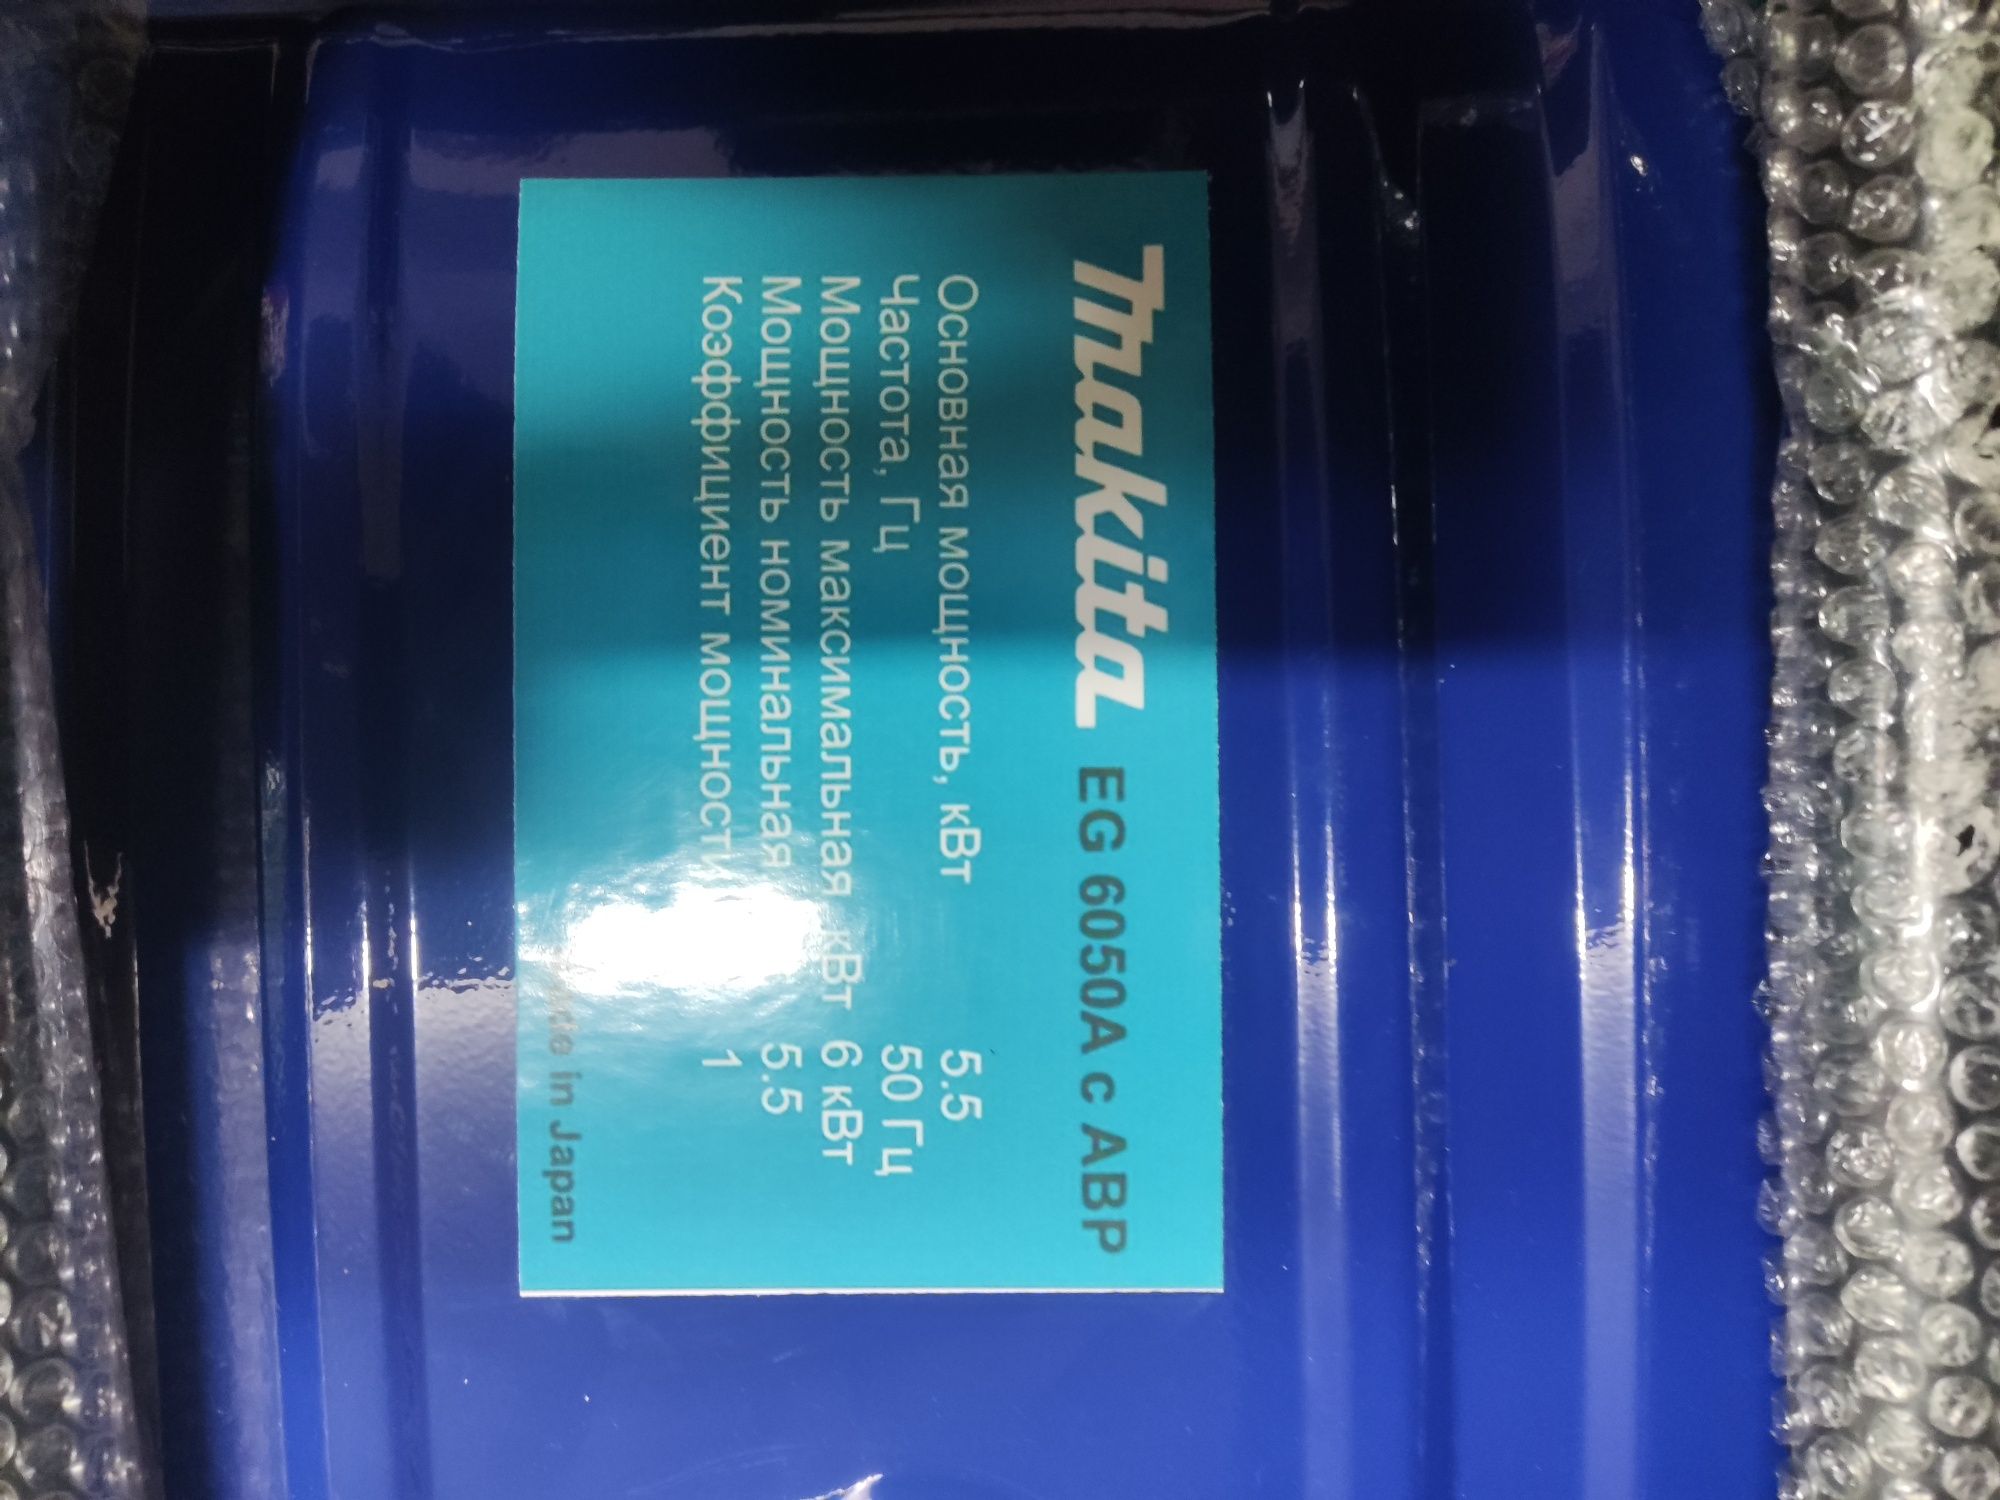 makita EG 6050A с АВР
Основная мощность, кВт 5.5
Частота, Гц 50 Гц
Мощность максимальная кВт 6 кВт
Мощность номинальная 5.5
Коэффициент мощности 1
in Japan